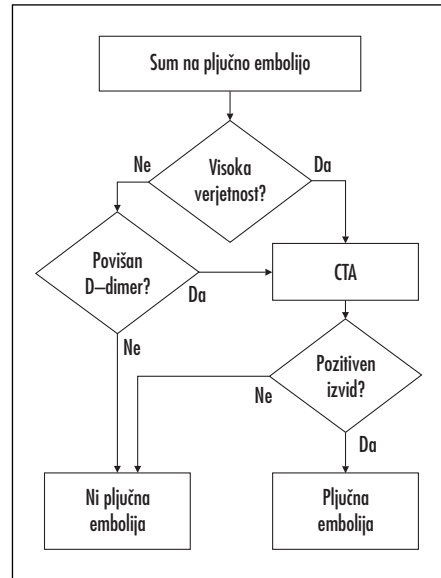 Sum na pljučno embolijo
Ne
Visoka
verjetnost?
Da
Povišan
D–dimer?
Da
CTA
Ne
Pozitiven
izvid?
Ne
Da
Ni pljučna
embolija
Pljučna
embolija